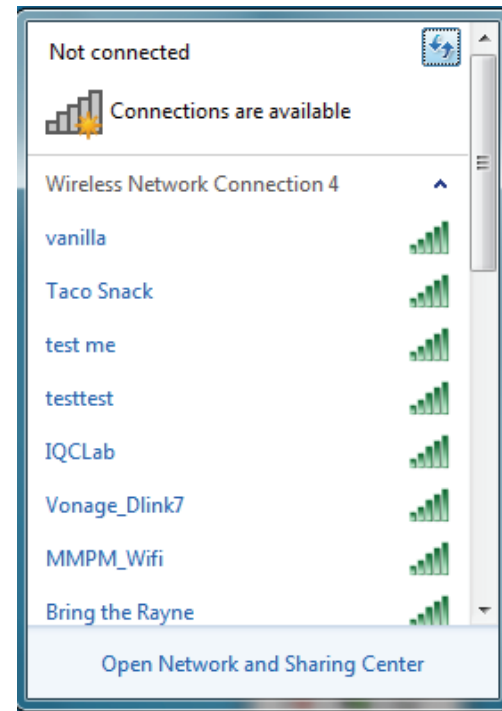 Not connected
Connections are available
Wireless Network Connection 4
vanilla
Taco Snack
test me
testtest
IQCLab
Vonage_Dlink7
MMPM_Wifi
Bring the Rayne
Open Network and Sharing Center